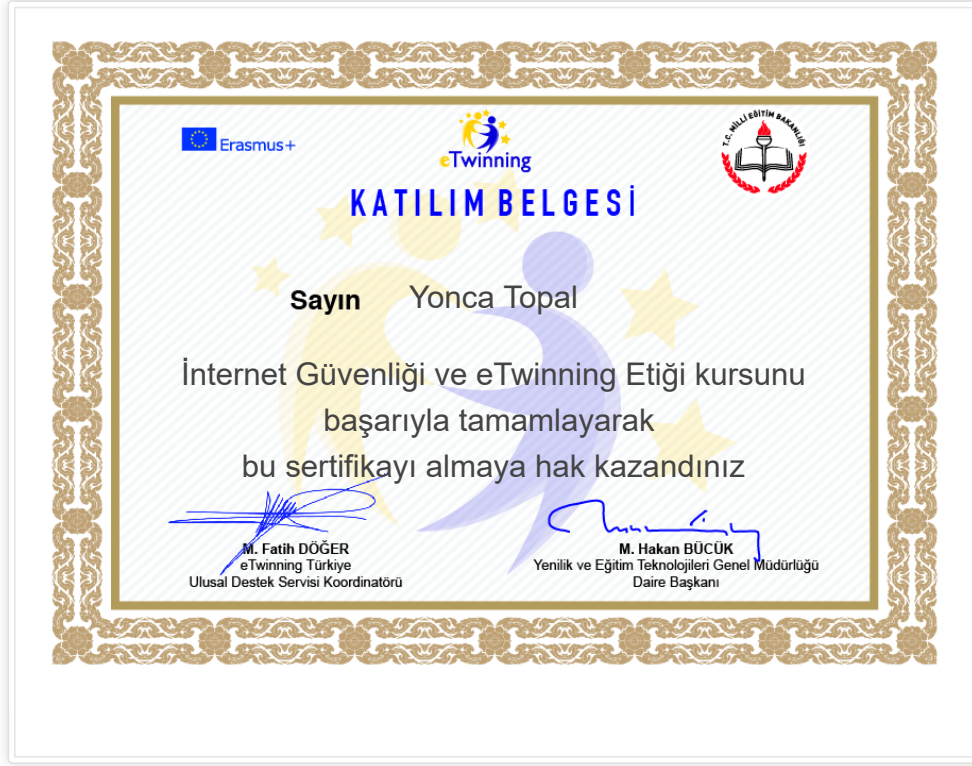 Erasmus+
eTwinning
T.C. MİLLİ EĞİTİM BAKANLIĞI
KATILIM BELGESİ
Sayın Yonca Topal
İnternet Güvenliği ve eTwinning Etiği kursunu
başarıyla tamamlayarak
bu sertifikayı almaya hak kazandınız
M. Fatih DÖĞER
eTwinning Türkiye
Ulusal Destek Servisi Koordinatörü
M. Hakan BÜCÜK
Yenilik ve Eğitim Teknolojileri Genel Müdürlüğü
Daire Başkanı